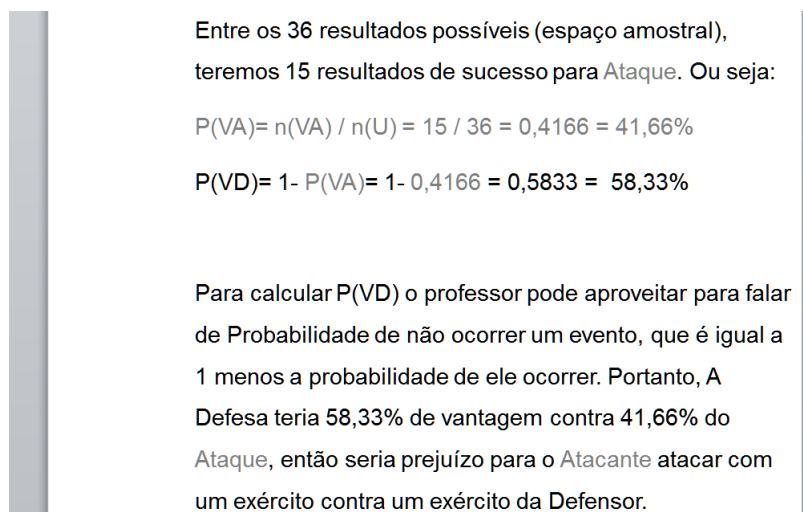 Entre os 36 resultados possíveis (espaço amostral),
teremos 15 resultados de sucesso para Ataque. Ou seja:
P(VA)= n(VA) / n(U) = 15 / 36 = 0,4166 = 41,66%
P(VD)= 1- P(VA)= 1- 0,4166 = 0,5833 = 58,33%
Para calcular P(VD) o professor pode aproveitar para falar
de Probabilidade de não ocorrer um evento, que é igual a
1 menos a probabilidade de ele ocorrer. Portanto, A
Defesa teria 58,33% de vantagem contra 41,66% do
Ataque, então seria prejuízo para o Atacante atacar com
um exército contra um exército da Defensor.